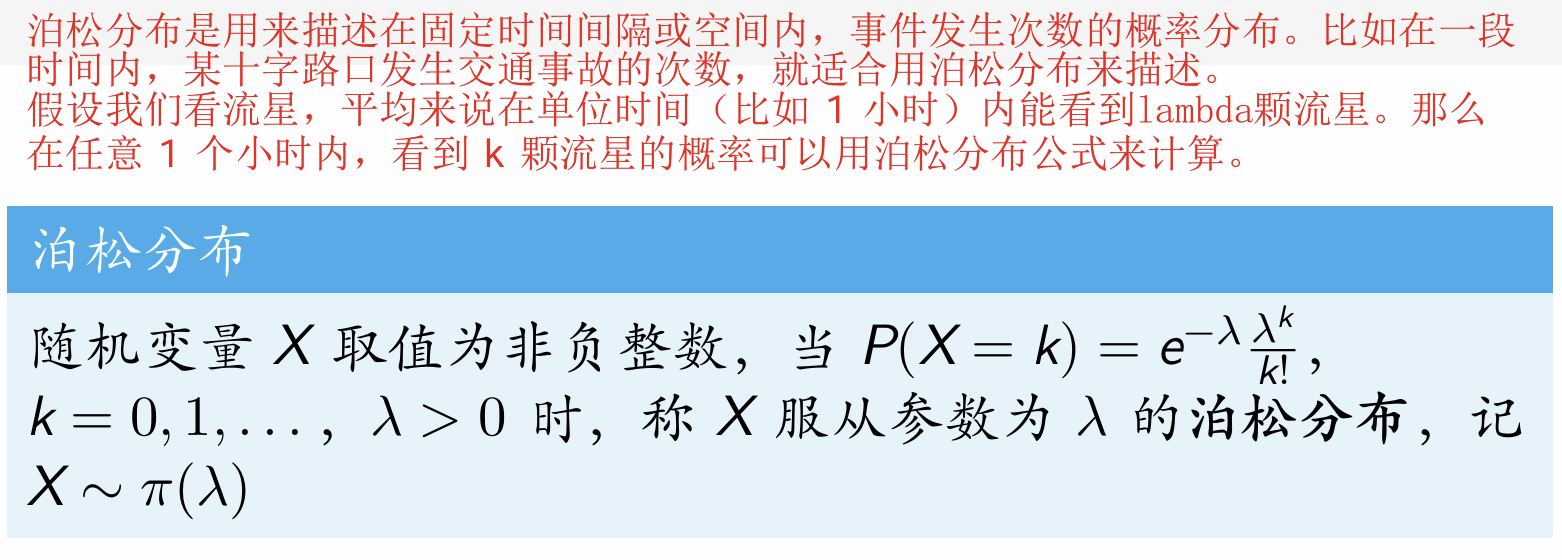 泊松分布是用来描述在固定时间间隔或空间内，事件发生次数的概率分布。比如在一段
时间内，某十字路口发生交通事故的次数，就适合用泊松分布来描述。
假设我们看流星，平均来说在单位时间（比如 1 小时）内能看到lambda颗流星。那么
在任意 1 个小时内，看到 k 颗流星的概率可以用泊松分布公式来计算。
泊松分布
随机变量 X 取值为非负整数，当 P(X = k) = e^{−λ} \frac{λ^k}{k!}，
k = 0, 1, . . . ，λ > 0 时，称 X 服从参数为 λ 的泊松分布，记
X ∼ π(λ)